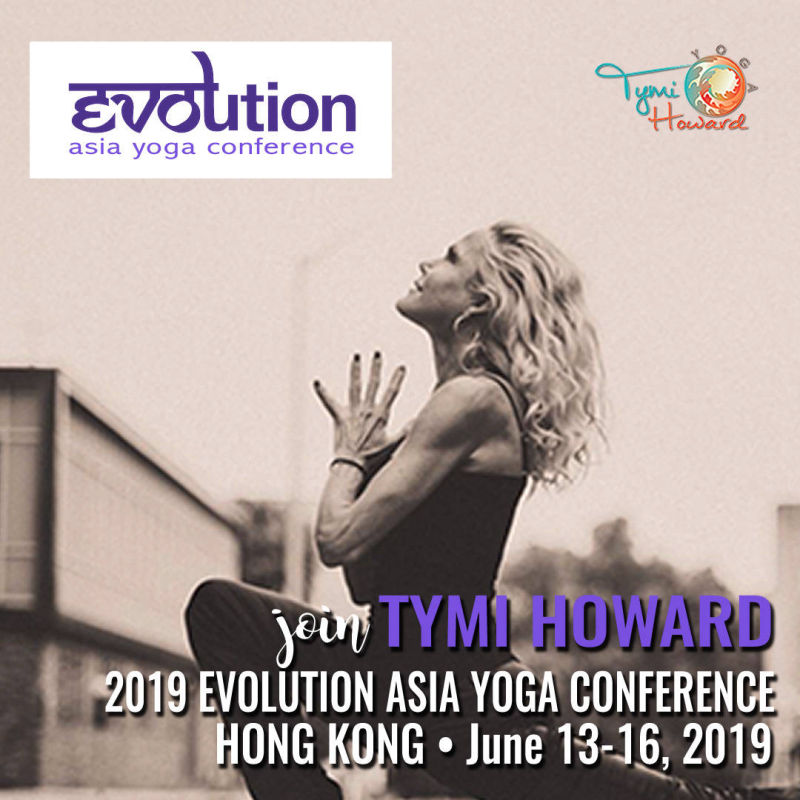 evolution
asia yoga conference
YOGA
Tymi
Howard
join TYMI HOWARD
2019 EVOLUTION ASIA YOGA CONFERENCE
HONG KONG • June 13-16, 2019